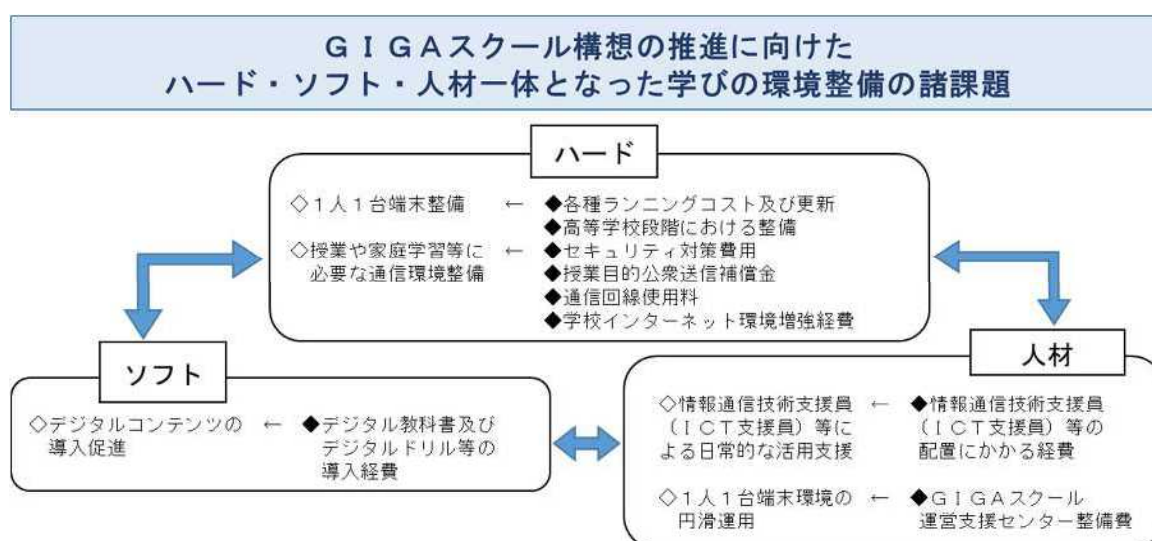 ＧＩＧＡスクール構想の推進に向けた
ハード・ソフト・人材一体となった学びの環境整備の諸課題
ハード
◇１人１台端末整備 ← ◆各種ランニングコスト及び更新
◆高等学校段階における整備
◇授業や家庭学習等に ← ◆セキュリティ対策費用
必要な通信環境整備 ◆授業目的公衆送信補償金
◆通信回線使用料
◆学校インターネット環境増強経費
ソフト
◇デジタルコンテンツの ← ◆デジタル教科書及び
導入促進 デジタルドリル等の
導入経費
人材
◇情報通信技術支援員 ← ◆情報通信技術支援員
（ＩＣＴ支援員）等に （ＩＣＴ支援員）等の
よる日常的な活用支援 配置にかかる経費
◇１人１台端末環境の ← ◆ＧＩＧＡスクール
円滑運用 運営支援センター整備費